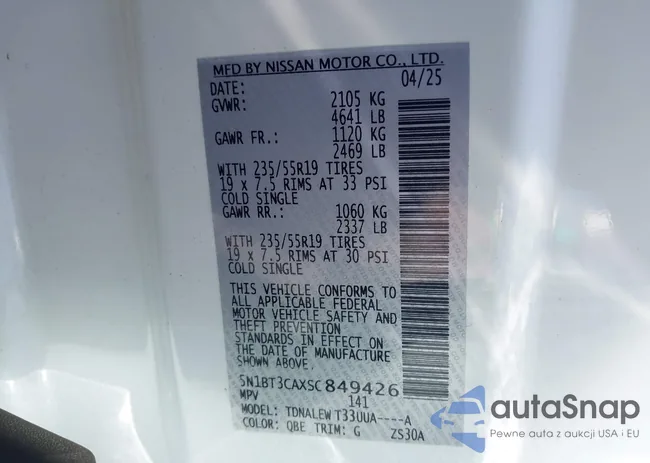 MFD BY NISSAN MOTOR CO., LTD.
DATE: 04/25
GVWR: 2105 KG
4641 LB
GAWR FR.: 1120 KG
2469 LB
WITH 235/55R19 TIRES
19 x 7.5 RIMS AT 33 PSI
COLD SINGLE
GAWR RR.: 1060 KG
2337 LB
WITH 235/55R19 TIRES
19 x 7.5 RIMS AT 30 PSI
COLD SINGLE
THIS VEHICLE CONFORMS TO
ALL APPLICABLE FEDERAL
MOTOR VEHICLE SAFETY AND
THEFT PREVENTION
STANDARDS IN EFFECT ON
THE DATE OF MANUFACTURE
SHOWN ABOVE.
5N1BT3CAXSC849426
MPV 141
MODEL: TDNALEWT33UUA----A
COLOR: QBE TRIM: G ZS30A
autoSnap
Pewne auta z aukcji USA i EU